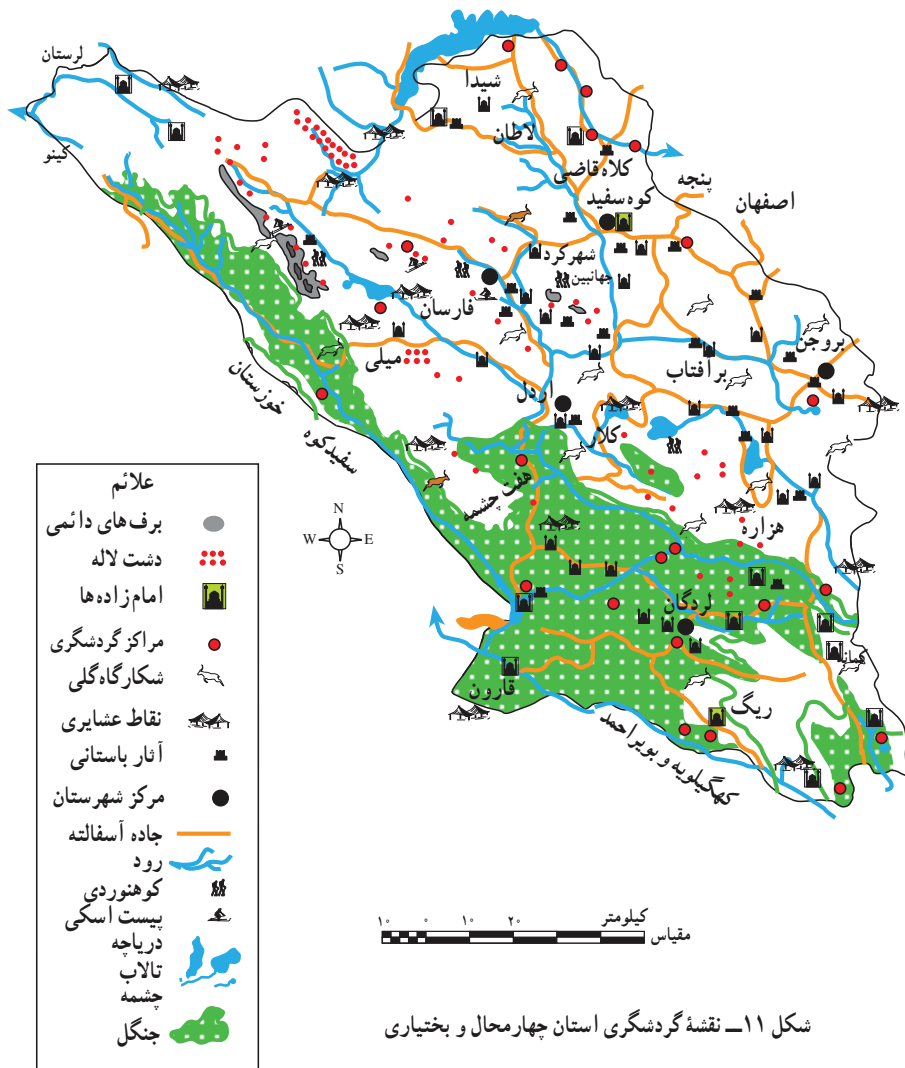 لرستان
شیدا
لاطان
کینو
کلاه قاضی
پنجه
کوه سفید
اصفهان
شهرکرد
جهانبین
فارسان
بروجن
میلی
برآفتاب
خوزستان
اردل
کلار
سفیدکوه
هفت چشمه
هزاره
لردگان
قارون
ریگ
کهگیلویه و بویراحمد
علائم
برف‌های دائمی
دشت لاله
امام‌زاده‌ها
مراکز گردشگری
شکارگاه گلی
نقاط عشایری
آثار باستانی
مرکز شهرستان
جاده آسفالته
رود
کوهنوردی
پیست اسکی
دریاچه
تالاب
چشمه
جنگل
N
W E
S
کیلومتر
۱۰ ۰ ۱۰ ۲۰
مقیاس
شکل ۱۱ــ نقشهٔ گردشگری استان چهارمحال و بختیاری